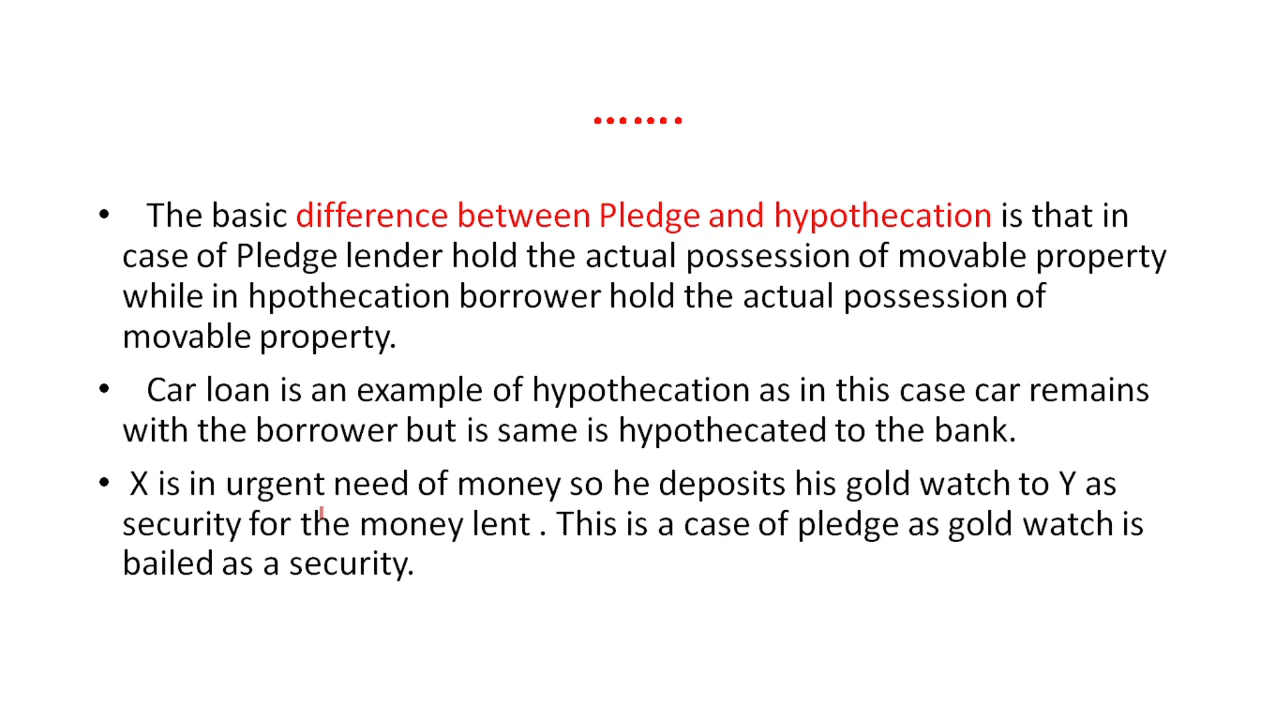 .......
• The basic difference between Pledge and hypothecation is that in
case of Pledge lender hold the actual possession of movable property
while in hpothecation borrower hold the actual possession of
movable property.
• Car loan is an example of hypothecation as in this case car remains
with the borrower but is same is hypothecated to the bank.
• X is in urgent need of money so he deposits his gold watch to Y as
security for the money lent . This is a case of pledge as gold watch is
bailed as a security.